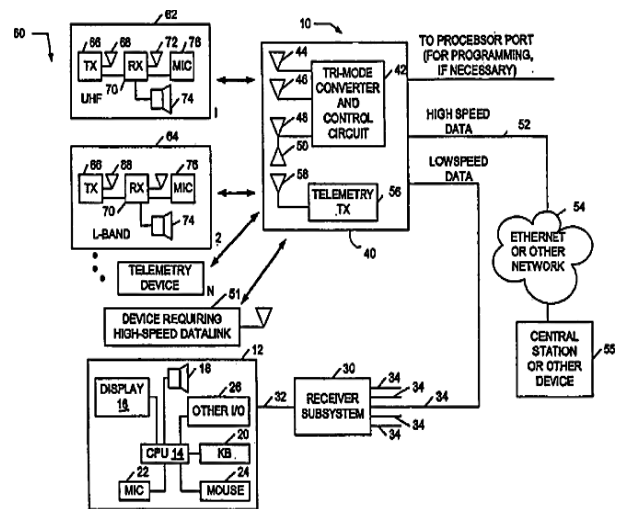 60
62
66
68
72
76
TX
RX
MIC
70
UHF
74
1
64
66
68
76
TX
RX
MIC
70
74
L-BAND
2
TELEMETRY
DEVICE
N
51
DEVICE REQUIRING
HIGH-SPEED DATALINK
10
44
46
48
50
58
42
TRI-MODE
CONVERTER
AND
CONTROL
CIRCUIT
TELEMETRY
TX
56
40
TO PROCESSOR PORT
(FOR PROGRAMMING,
IF NECESSARY)
HIGH SPEED
DATA
52
LOWSPEED
DATA
54
ETHERNET
OR OTHER
NETWORK
CENTRAL
STATION
OR OTHER
DEVICE
55
12
DISPLAY
16
18
26
OTHER I/O
CPU 14
20
KB
22
MIC
24
MOUSE
32
30
RECEIVER
SUBSYSTEM
34
34
34
34
34